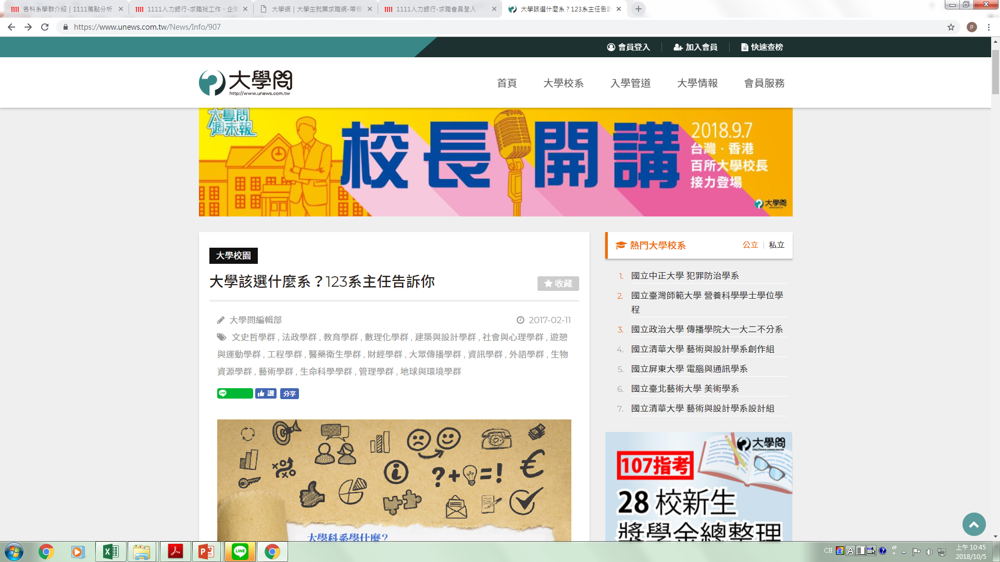 各科系學群介紹 | 1111落點分析
1111人力銀行-求職找工作、企業
大學網 | 大學生就業求職網-帶領
1111人力銀行-求職會員登入
大學該選什麼系？123系主任告訴
https://www.unews.com.tw/News/Info/907
p
會員登入
加入會員
快速查榜
大學問
http://www.unews.com.tw
首頁
大學校系
入學管道
大學情報
會員服務
大學問
週末報
校長開講
2018.9.7
台灣‧香港
百所大學校長
接力登場
大學問
大學校園
大學該選什麼系？123系主任告訴你
收藏
大學問編輯部
2017-02-11
文史哲學群 , 法政學群 , 教育學群 , 數理化學群 , 建築與設計學群 , 社會與心理學群 , 遊憩
與運動學群 , 工程學群 , 醫藥衛生學群 , 財經學群 , 大眾傳播學群 , 資訊學群 , 外語學群 , 生物
資源學群 , 藝術學群 , 生命科學學群 , 管理學群 , 地球與環境學群
LINE
讚
分享
?+=!
大學科系學什麼?
熱門大學校系
公立 | 私立
1. 國立中正大學 犯罪防治學系
2. 國立臺灣師範大學 營養科學學士學位學
程
3. 國立政治大學 傳播學院大一大二不分系
4. 國立清華大學 藝術與設計學系創作組
5. 國立屏東大學 電腦與通訊學系
6. 國立臺北藝術大學 美術學系
7. 國立清華大學 藝術與設計學系設計組
大學問
107指考
28 校新生
獎學金總整理
LINE
CH
上午 10:45
2018/10/5